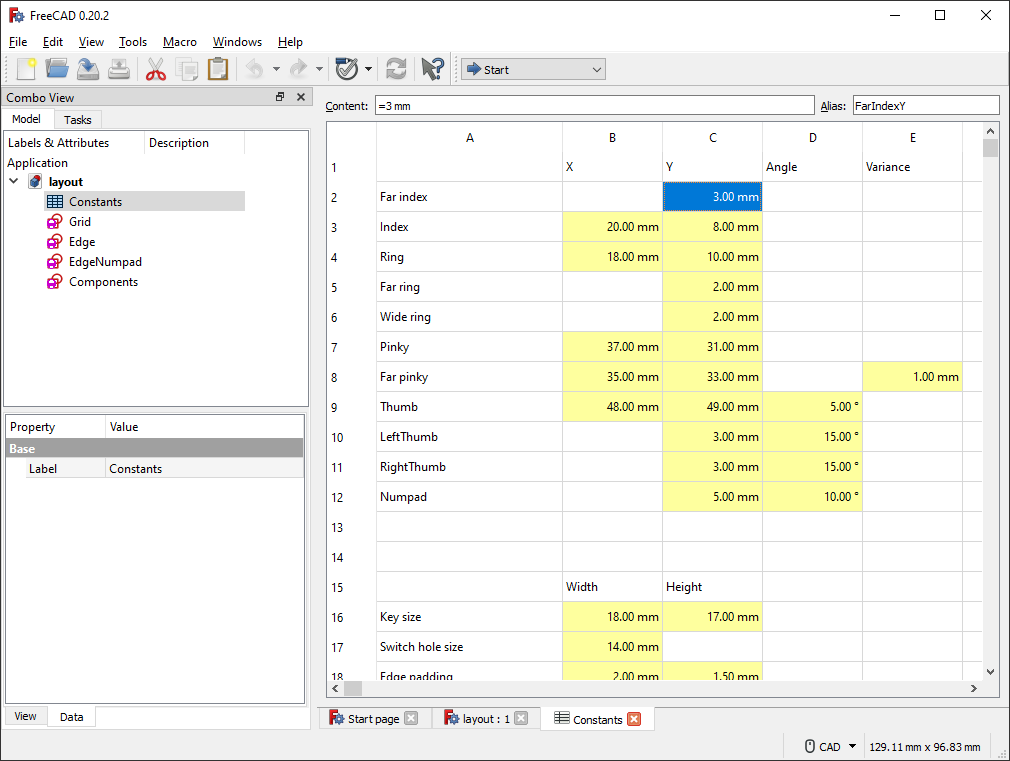 FreeCAD 0.20.2
File Edit View Tools Macro Windows Help
Start
Combo View
Model Tasks
Labels & Attributes Description
Application
layout
Constants
Grid
Edge
EdgeNumpad
Components
Property Value
Base
Label Constants
View Data
Content: =3 mm Alias: FarIndexY
A B C D E
1 X Y Angle Variance
2 Far index 3.00 mm
3 Index 20.00 mm 8.00 mm
4 Ring 18.00 mm 10.00 mm
5 Far ring 2.00 mm
6 Wide ring 2.00 mm
7 Pinky 37.00 mm 31.00 mm
8 Far pinky 35.00 mm 33.00 mm 1.00 mm
9 Thumb 48.00 mm 49.00 mm 5.00 °
10 LeftThumb 3.00 mm 15.00 °
11 RightThumb 3.00 mm 15.00 °
12 Numpad 5.00 mm 10.00 °
13
14
15 Width Height
16 Key size 18.00 mm 17.00 mm
17 Switch hole size 14.00 mm
18 Edge padding 2.00 mm 1.50 mm
Start page layout : 1 Constants
CAD 129.11 mm x 96.83 mm